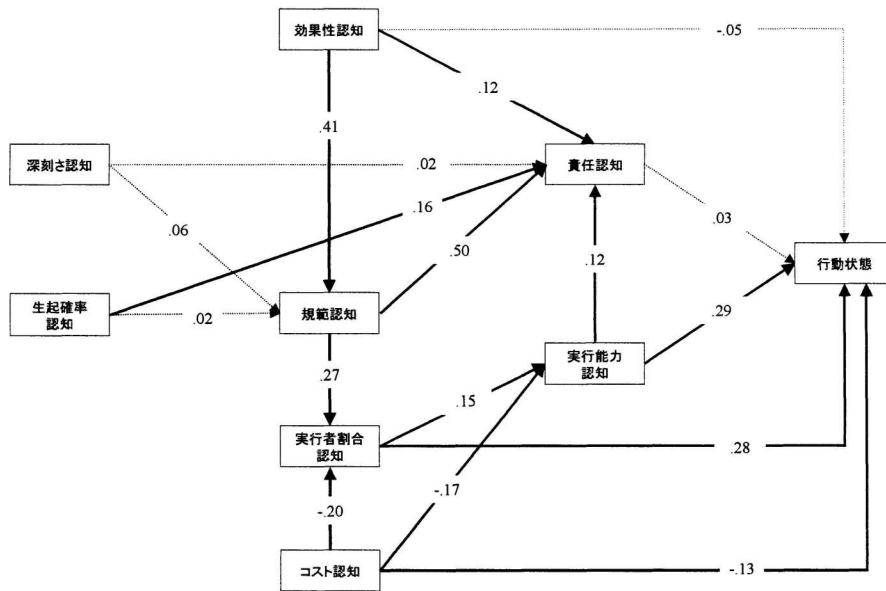 効果性認知
-.05
.12
.41
深刻さ認知
.02
責任認知
.16
.03
.06
.50
行動状態
.12
生起確率
認知
.02
規範認知
.29
実行能力
認知
.27
.15
実行者割合
認知
.28
-.17
-.20
コスト認知
-.13